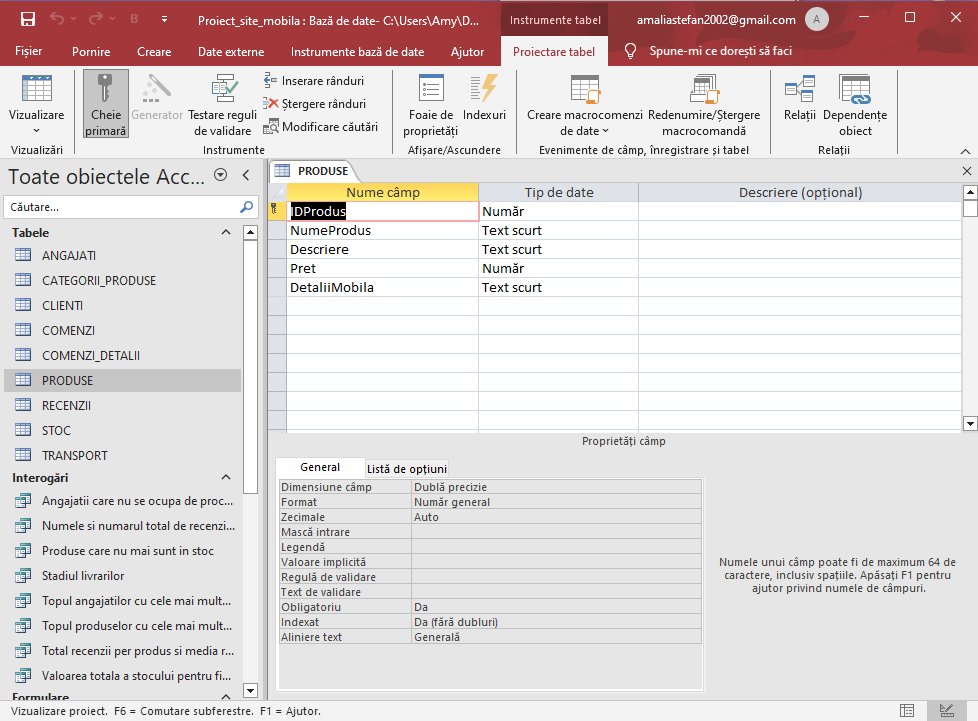 Proiect_site_mobila : Bază de date- C:\Users\Amy\D...
Instrumente tabel
amaliastefan2002@gmail.com
A
Fișier
Pornire
Creare
Date externe
Instrumente bază de date
Ajutor
Proiectare tabel
Spune-mi ce dorești să faci
Vizualizare
Cheie primară
Generator
Testare reguli de validare
Inserare rânduri
Ștergere rânduri
Modificare căutări
Foaie de proprietăți
Indexuri
Creare macrocomenzi de date
Redenumire/Ștergere macrocomandă
Relații
Dependențe obiect
Vizualizări
Instrumente
Afișare/Ascundere
Evenimente de câmp, înregistrare și tabel
Relații
Toate obiectele Acc...
Căutare...
Tabele
ANGAJATI
CATEGORII_PRODUSE
CLIENTI
COMENZI
COMENZI_DETALII
PRODUSE
RECENZII
STOC
TRANSPORT
Interogări
Angajatii care nu se ocupa de proc...
Numele si numarul total de recenzi...
Produse care nu mai sunt in stoc
Stadiul livrarilor
Topul angajatilor cu cele mai mult...
Topul produselor cu cele mai mult...
Total recenzii per produs si media r...
Valoarea totala a stocului pentru fi...
Formulare
PRODUSE
Nume câmp Tip de date Descriere (opțional)
IDProdus Număr
NumeProdus Text scurt
Descriere Text scurt
Pret Număr
DetaliiMobila Text scurt
Proprietăți câmp
General Listă de opțiuni
Dimensiune câmp Dublă precizie
Format Număr general
Zecimale Auto
Mască intrare
Legendă
Valoare implicită
Regulă de validare
Text de validare
Obligatoriu Da
Indexat Da (fără dubluri)
Aliniere text Generală
Numele unui câmp poate fi de maximum 64 de
caractere, inclusiv spațiile. Apăsați F1 pentru
ajutor privind numele de câmpuri.
Vizualizare proiect. F6 = Comutare subferestre. F1 = Ajutor.